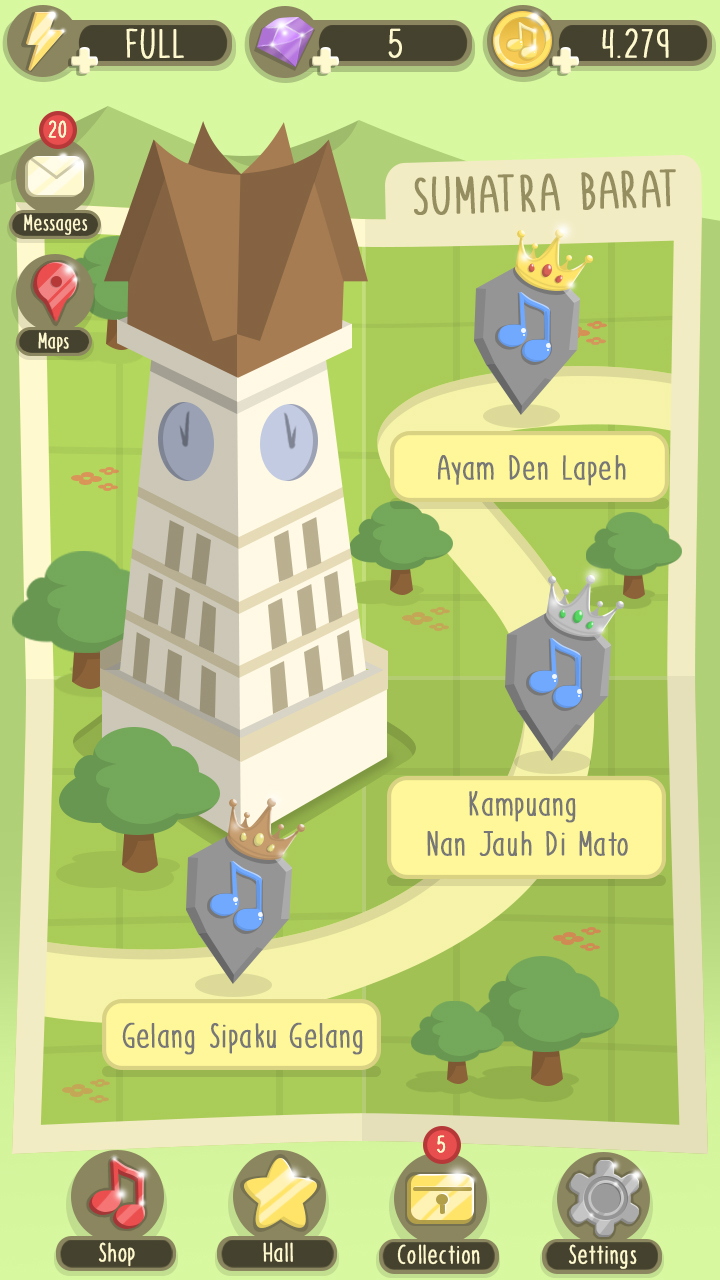 FULL
5
4.279
20
Messages
Maps
SUMATRA BARAT
Ayam Den Lapeh
Kampuang
Nan Jauh Di Mato
Gelang Sipaku Gelang
5
Shop
Hall
Collection
Settings